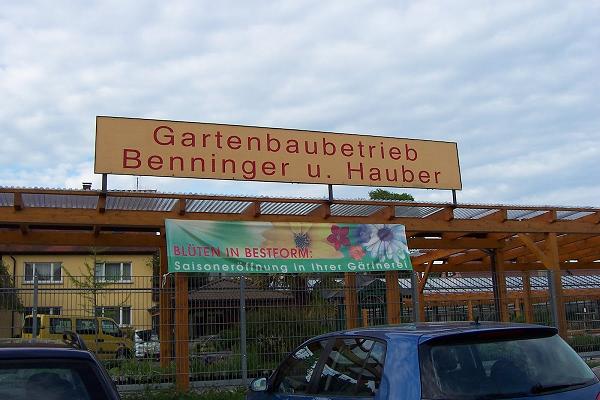 Gartenbaubetrieb
Benninger u. Hauber
BLÜTEN IN BESTFORM:
Saisoneröffnung in Ihrer Gärtnerei